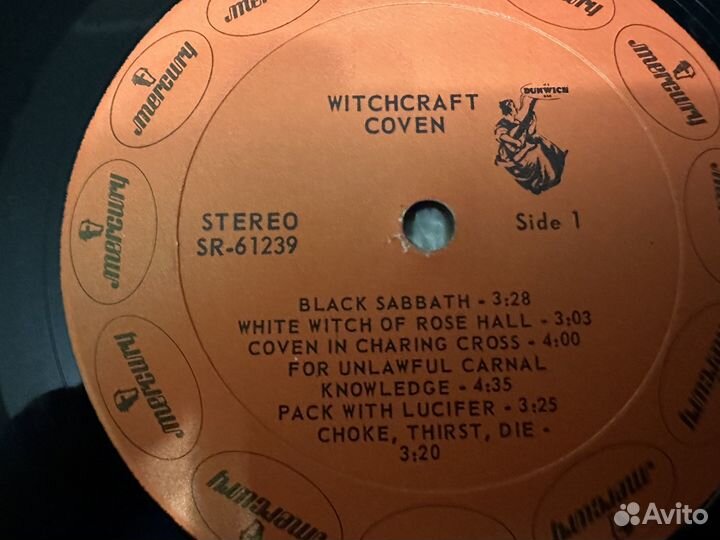 mercury
mercury
DUNWICH
WITCHCRAFT
COVEN
mercury
STEREO
SR-61239
Side 1
BLACK SABBATH - 3:28
WHITE WITCH OF ROSE HALL - 3:03
COVEN IN CHARING CROSS - 4:00
FOR UNLAWFUL CARNAL
KNOWLEDGE - 4:35
PACK WITH LUCIFER - 3:25
CHOKE, THIRST, DIE -
3:20
mercury
mercury
mercury
mercury
mercury
Avito